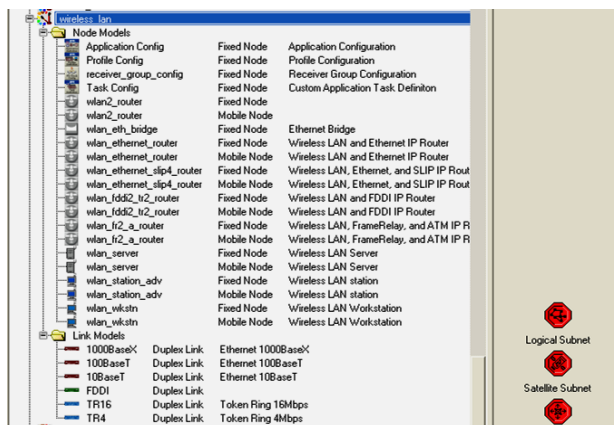 wireless_lan
Node Models
Application Config Fixed Node Application Configuration
Profile Config Fixed Node Profile Configuration
receiver_group_config Fixed Node Receiver Group Configuration
Task Config Fixed Node Custom Application Task Definiton
wlan2_router Fixed Node
wlan2_router Mobile Node
wlan_eth_bridge Fixed Node Ethernet Bridge
wlan_ethernet_router Fixed Node Wireless LAN and Ethernet IP Router
wlan_ethernet_router Mobile Node Wireless LAN and Ethernet IP Router
wlan_ethernet_slip4_router Fixed Node Wireless LAN, Ethernet, and SLIP IP Rout
wlan_ethernet_slip4_router Mobile Node Wireless LAN, Ethernet, and SLIP IP Rout
wlan_fddi2_tr2_router Fixed Node Wireless LAN and FDDI IP Router
wlan_fddi2_tr2_router Mobile Node Wireless LAN and FDDI IP Router
wlan_fr2_a_router Fixed Node Wireless LAN, FrameRelay, and ATM IP R
wlan_fr2_a_router Mobile Node Wireless LAN, FrameRelay, and ATM IP R
wlan_server Fixed Node Wireless LAN Server
wlan_server Mobile Node Wireless LAN Server
wlan_station_adv Fixed Node Wireless LAN station
wlan_station_adv Mobile Node Wireless LAN station
wlan_wkstn Fixed Node Wireless LAN Workstation
wlan_wkstn Mobile Node Wireless LAN Workstation
Link Models
1000BaseX Duplex Link Ethernet 1000BaseX
100BaseT Duplex Link Ethernet 100BaseT
10BaseT Duplex Link Ethernet 10BaseT
FDDI Duplex Link
TR16 Duplex Link Token Ring 16Mbps
TR4 Duplex Link Token Ring 4Mbps
Logical Subnet
Satellite Subnet